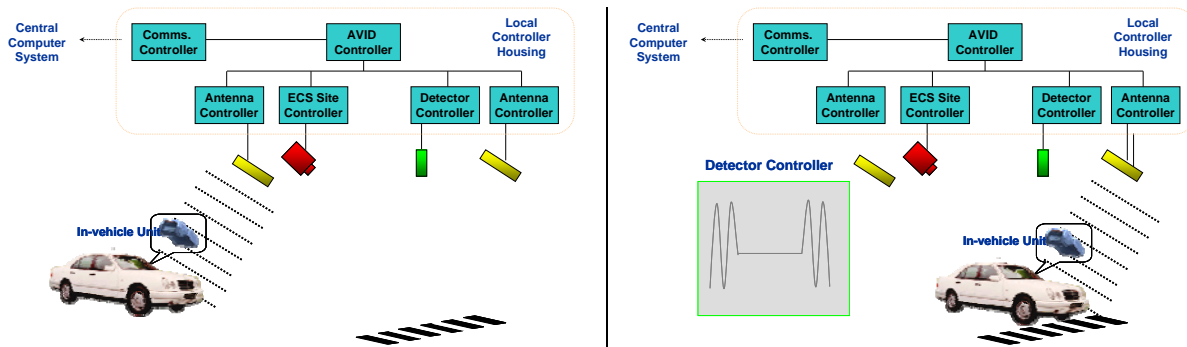 Central
Computer
System
Comms.
Controller
AVID
Controller
Local
Controller
Housing
Antenna
Controller
ECS Site
Controller
Detector
Controller
Antenna
Controller
In-vehicle Unit
Central
Computer
System
Comms.
Controller
AVID
Controller
Local
Controller
Housing
Antenna
Controller
ECS Site
Controller
Detector
Controller
Antenna
Controller
Detector Controller
In-vehicle Unit